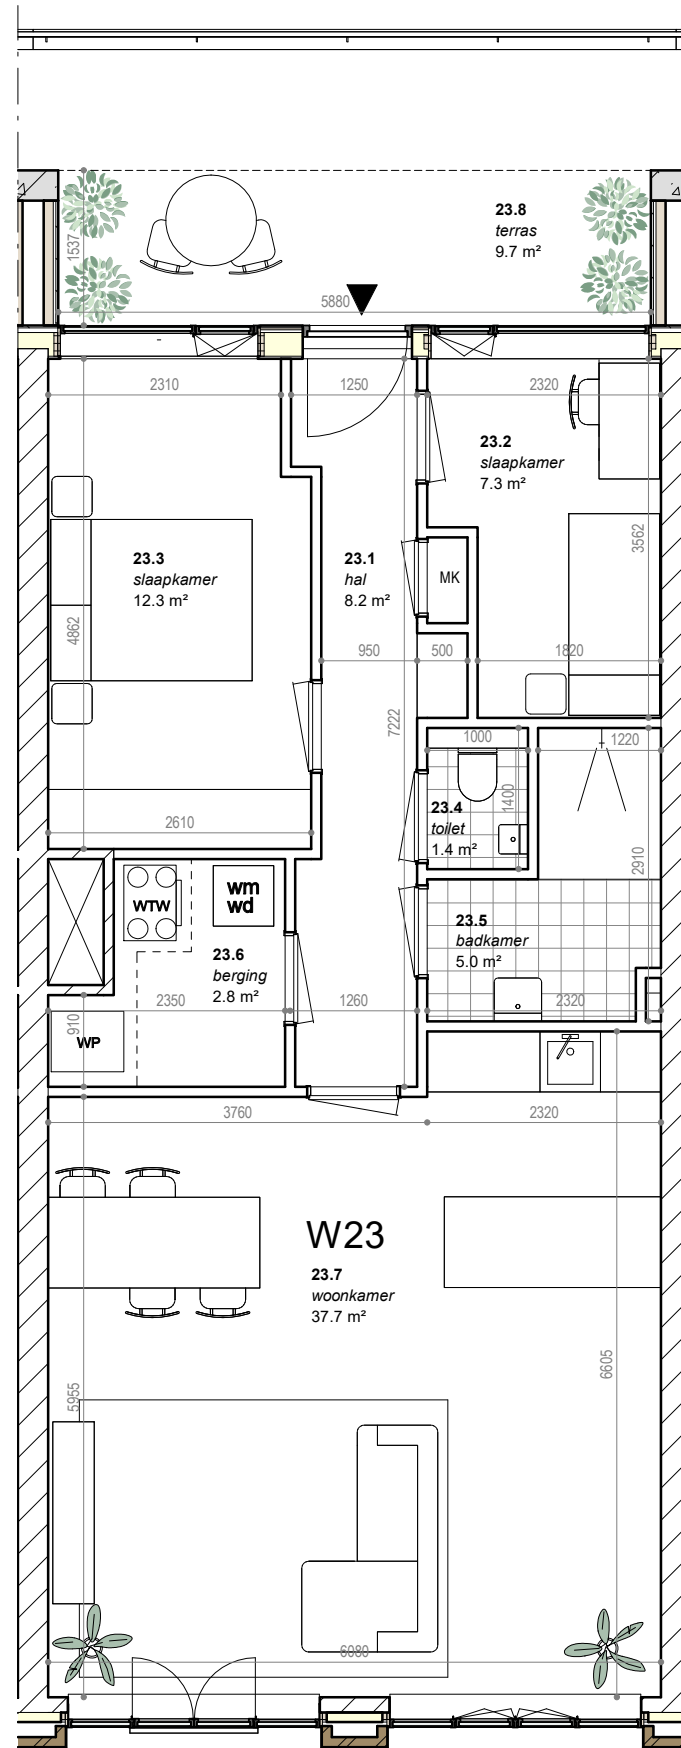 23.8
terras
9.7 m²
1537
5880
2310
1250
2320
23.2
slaapkamer
7.3 m²
3562
23.3
slaapkamer
12.3 m²
23.1
hal
8.2 m²
MK
4862
950
500
1820
7222
1000
1220
2610
23.4
toilet
1.4 m²
1400
2910
WTW
wm
wd
23.5
badkamer
5.0 m²
23.6
berging
2.8 m²
2350
1260
2320
910
WP
3760
2320
W23
23.7
woonkamer
37.7 m²
5955
6605
6080